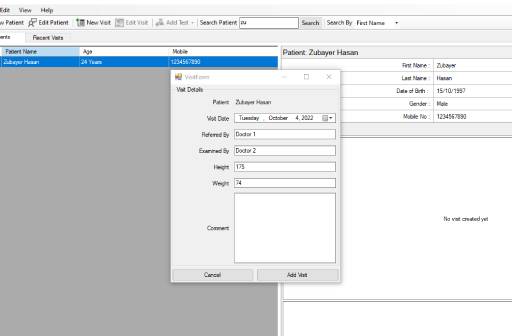 Edit View Help
w Patient Edit Patient New Visit Edit Visit Add Test Search Patient Search Search By First Name
ents Recent Visits
Patient Name Age Mobile
Zubayer Hasan 24 Years 1234567890
Patient: Zubayer Hasan
First Name : Zubayer
Last Name : Hasan
Date of Birth : 15/10/1997
Gender : Male
Mobile No : 1234567890
No visit created yet
VisitForm
Visit Details
Patient Zubayer Hasan
Visit Date Tuesday , October 4, 2022
Referred By Doctor 1
Examined By Doctor 2
Height 175
Weight 74
Comment
Cancel Add Visit